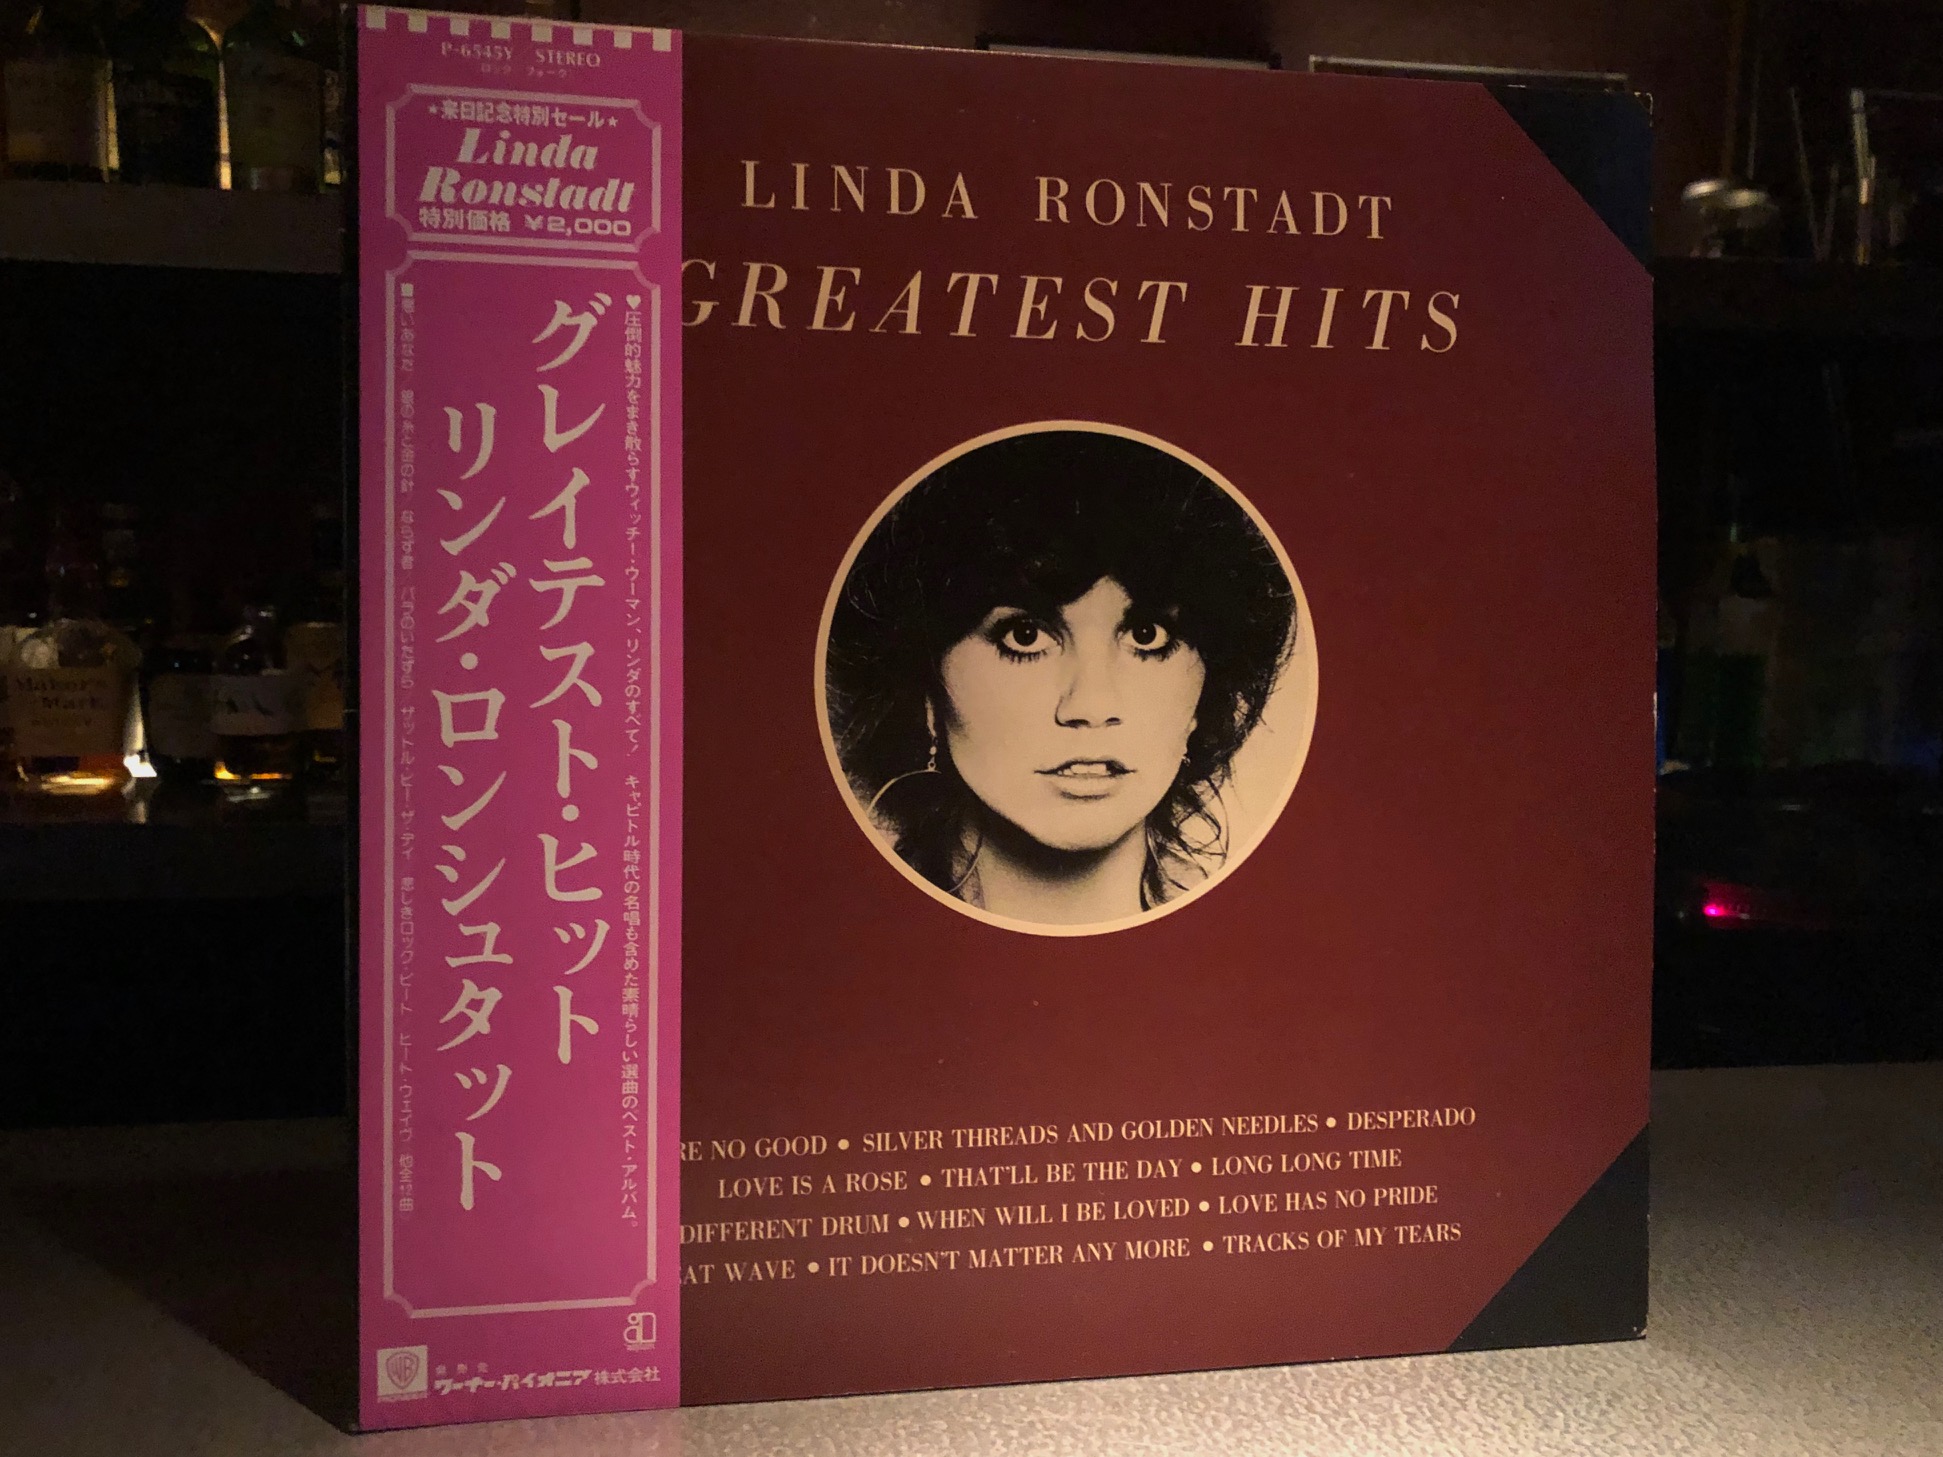 P-6545Y STEREO
ロック フォーク
★来日記念特別セール★
Linda
Ronstadt
特別価格 ¥2,000
♥圧倒的魅力をまき散らすウィッチー・ウーマン、リンダのすべて! キャピトル時代の名唱も含めた素晴らしい選曲のベスト・アルバム。
グレイテスト・ヒット
リンダ・ロンシュタット
■悪いあなた/銀の糸と金の針/ならず者/バラのいたずら/ザットル・ビー・ザ・デイ/悲しきロック・ビート/ヒート・ウェイヴ 他全12曲
WB
ワーナー・パイオニア株式会社
LINDA RONSTADT
GREATEST HITS
RE NO GOOD • SILVER THREADS AND GOLDEN NEEDLES • DESPERADO
LOVE IS A ROSE • THAT'LL BE THE DAY • LONG LONG TIME
DIFFERENT DRUM • WHEN WILL I BE LOVED • LOVE HAS NO PRIDE
EAT WAVE • IT DOESN'T MATTER ANY MORE • TRACKS OF MY TEARS
Maker's
Mark